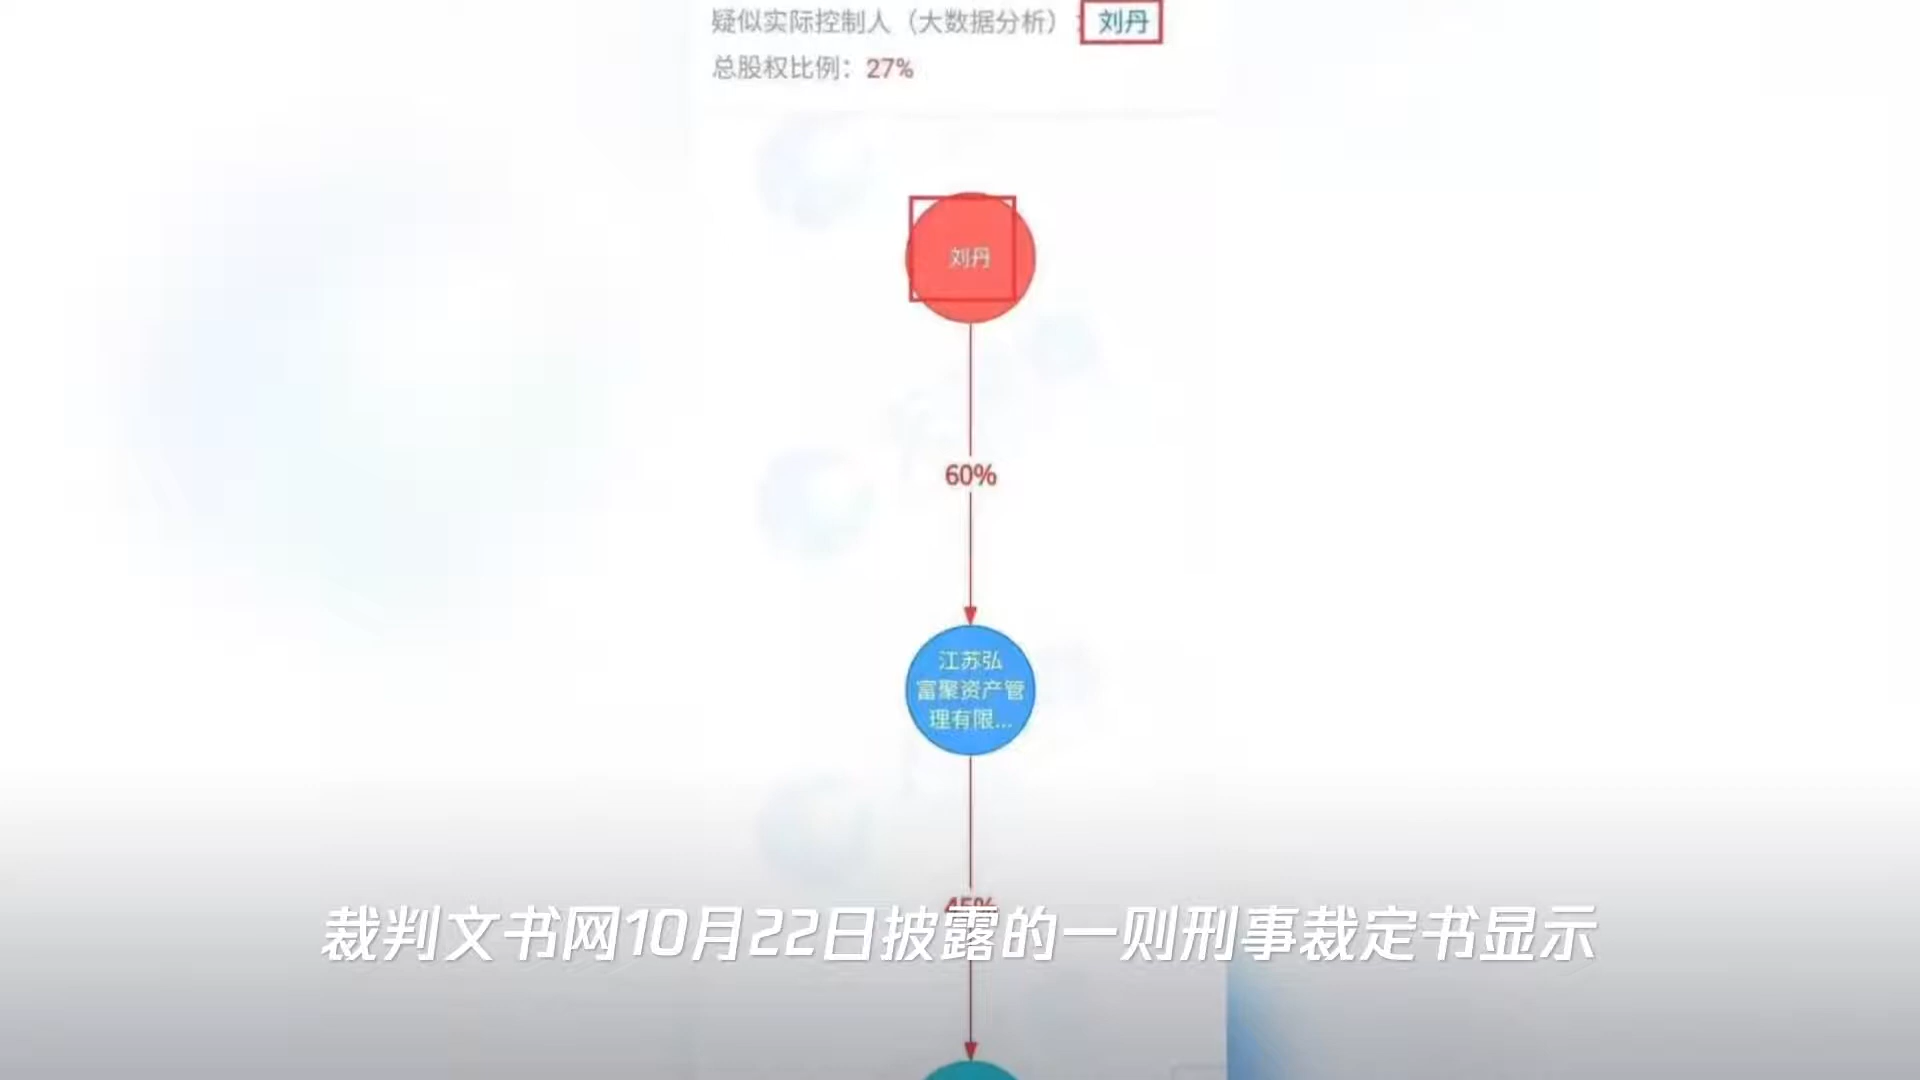 疑似实际控制人（大数据分析）：刘丹
总股权比例：27%
刘丹
60%
江苏弘
富聚资产管
理有限...
45%
裁判文书网10月22日披露的一则刑事裁定书显示